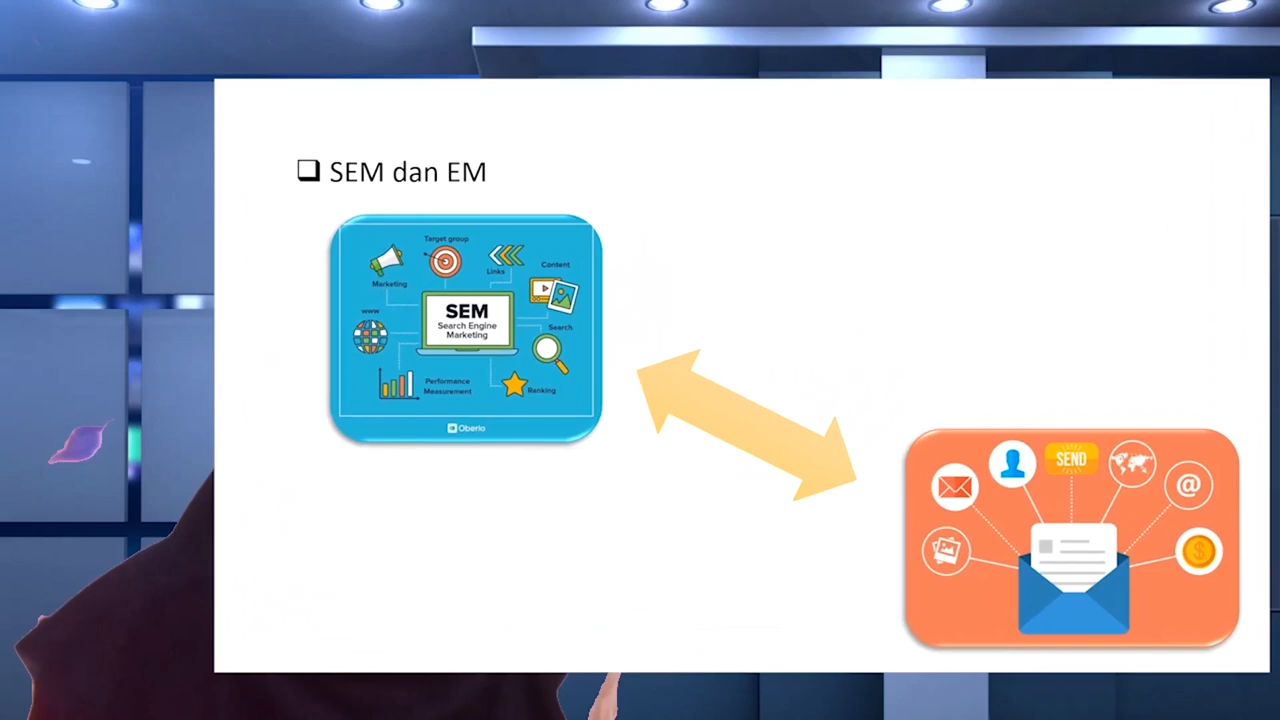 SEM dan EM
Target group
Marketing
Links
Content
www
SEM
Search Engine
Marketing
Search
Performance
Measurement
Ranking
Oberlo
SEND
@
$